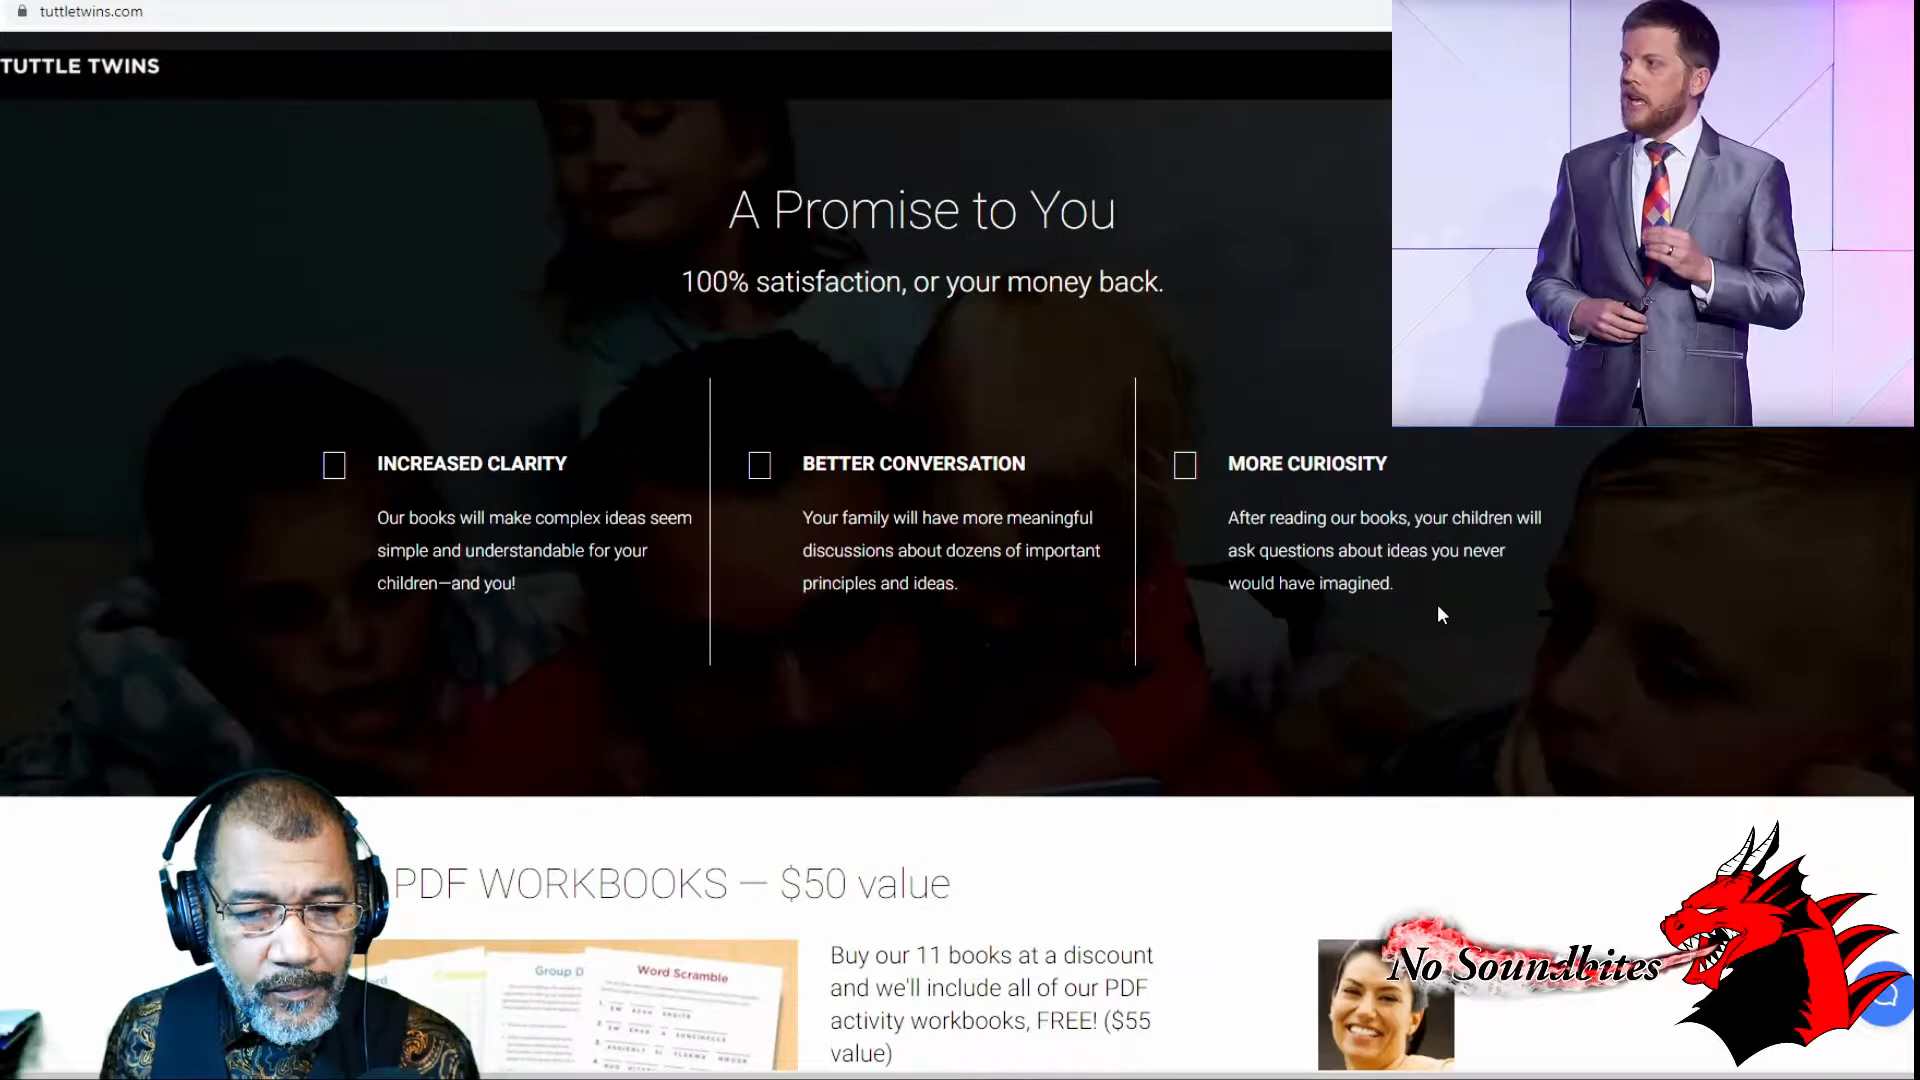 tuttletwins.com
TUTTLE TWINS
A Promise to You
100% satisfaction, or your money back.
INCREASED CLARITY
Our books will make complex ideas seem
simple and understandable for your
children—and you!
BETTER CONVERSATION
Your family will have more meaningful
discussions about dozens of important
principles and ideas.
MORE CURIOSITY
After reading our books, your children will
ask questions about ideas you never
would have imagined.
PDF WORKBOOKS — $50 value
Group D
Word Scramble
Buy our 11 books at a discount
and we'll include all of our PDF
activity workbooks, FREE! ($55
value)
No Soundbites